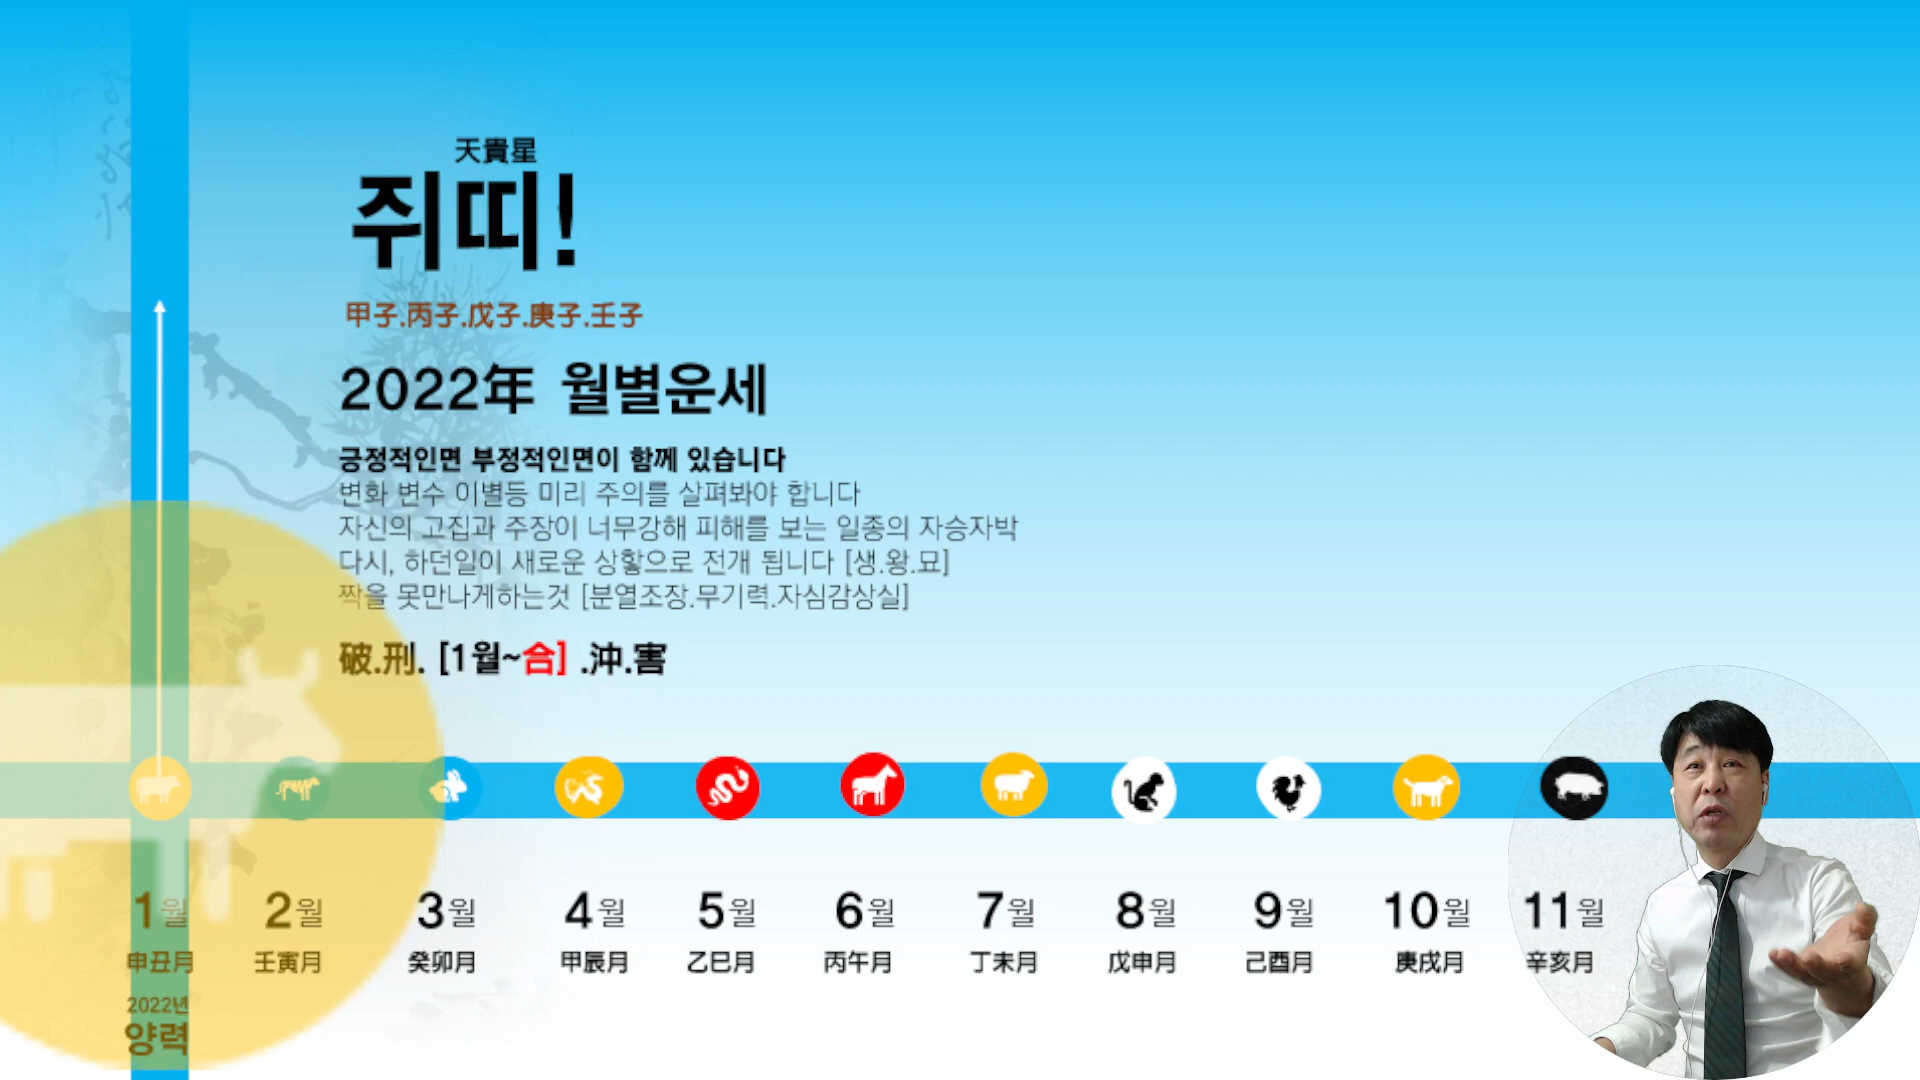 天貴星
쥐띠!
甲子.丙子.戊子.庚子.壬子
2022年 월별운세
긍정적인면 부정적인면이 함께 있습니다
변화 변수 이별등 미리 주의를 살펴봐야 합니다
자신의 고집과 주장이 너무강해 피해를 보는 일종의 자승자박
다시, 하던일이 새로운 상핳으로 전개 됩니다 [생.왕.묘]
짝을 못만나게하는것 [분열조장.무기력.자심감상실]
破.刑. [1월~合] .沖.害
1월 2월 3월 4월 5월 6월 7월 8월 9월 10월 11월
申丑月 壬寅月 癸卯月 甲辰月 乙巳月 丙午月 丁未月 戊申月 己酉月 庚戌月 辛亥月
2022년
양력